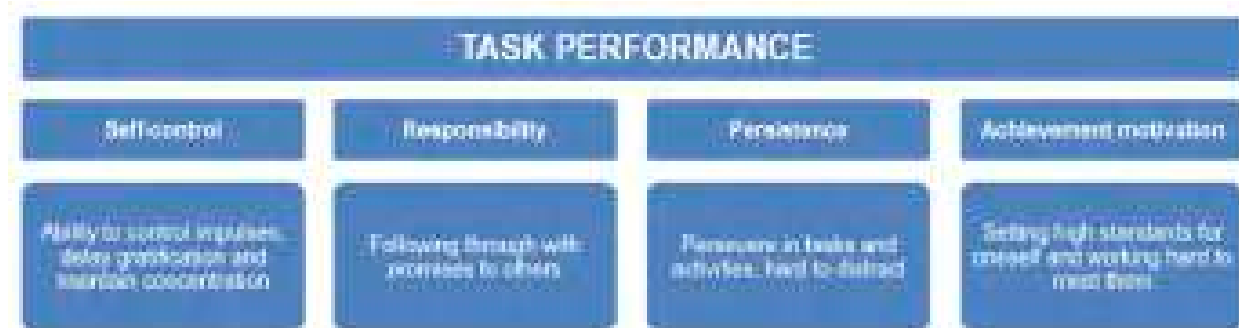 TASK PERFORMANCE
Self-control
Responsibility
Persistence
Achievement motivation
Ability to control impulses,
delay gratification and
maintain concentration
Following through with
promises to others
Persevere in tasks and
activities, hard to distract
Setting high standards for
oneself and working hard to
meet them